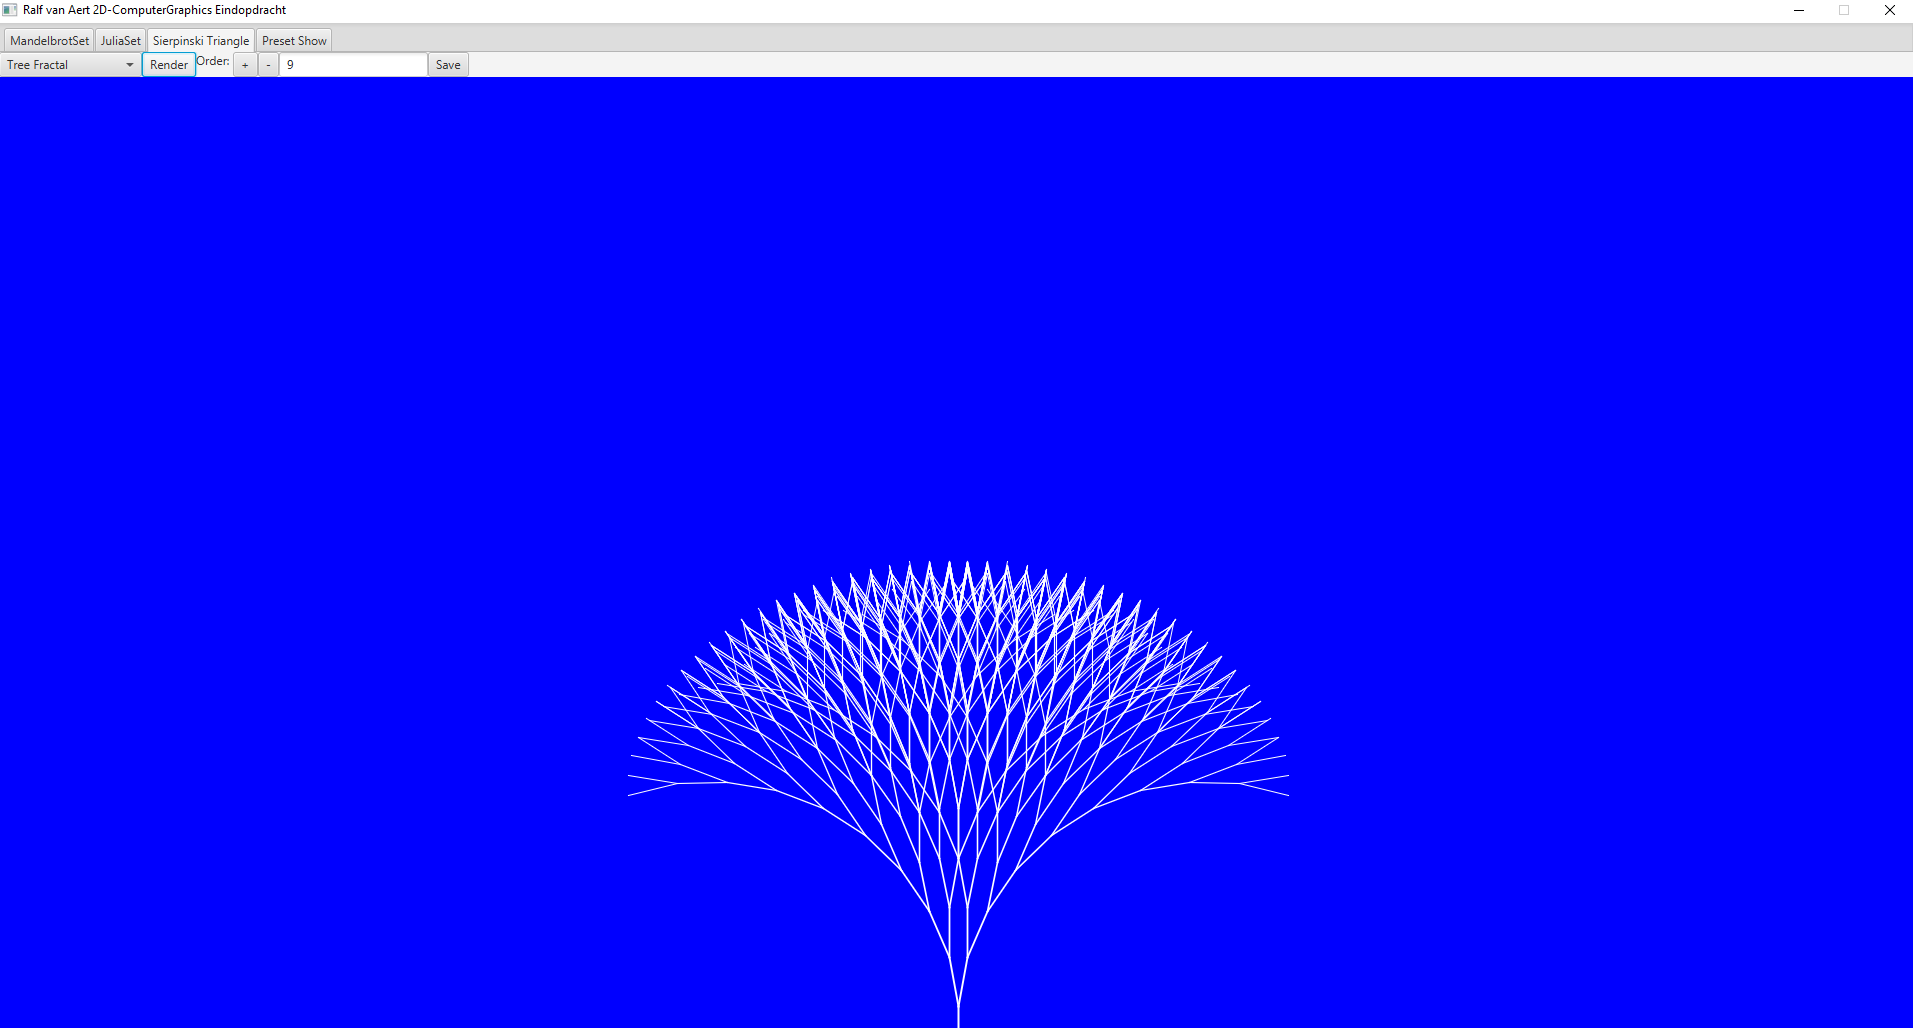 Ralf van Aert 2D-ComputerGraphics Eindopdracht
MandelbrotSet JuliaSet Sierpinski Triangle Preset Show
Tree Fractal Render Order: + - 9 Save